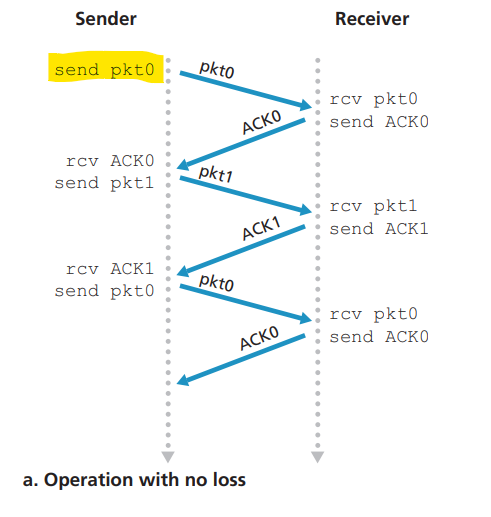 Sender
Receiver
send pkt0
pkt0
rcv pkt0
send ACK0
ACK0
rcv ACK0
send pkt1
pkt1
rcv pkt1
send ACK1
ACK1
rcv ACK1
send pkt0
pkt0
rcv pkt0
send ACK0
ACK0
a. Operation with no loss